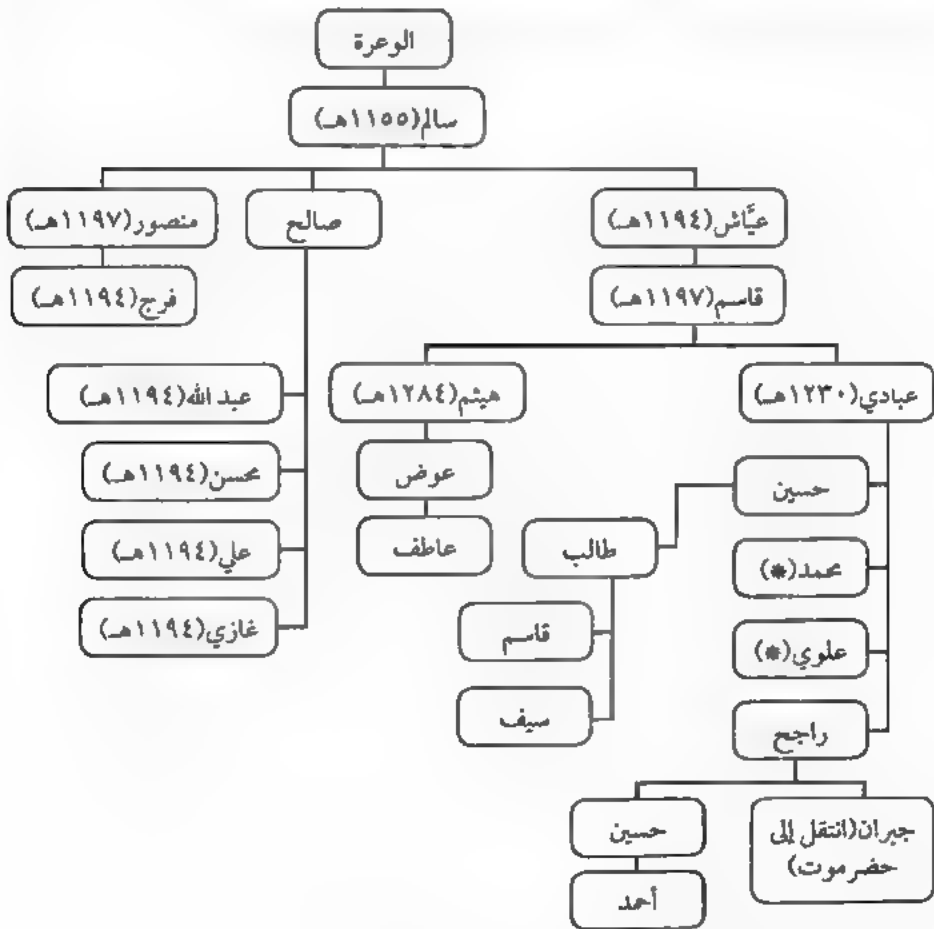 الوعرة
سالم(١١٥٥هـ)
عيَّاش(١١٩٤هـ)
صالح
منصور(١١٩٧هـ)
قاسم(١١٩٧هـ)
فرج(١١٩٤هـ)
عبادي(١٢٣٠هـ)
هيثم(١٢٨٤هـ)
عبد الله(١١٩٤هـ)
حسين
عوض
محسن(١١٩٤هـ)
طالب
عاطف
علي(١١٩٤هـ)
محمد(*)
قاسم
غازي(١١٩٤هـ)
علوي(*)
سيف
راجح
جبران(انتقل إلى
حضرموت)
حسين
أحمد